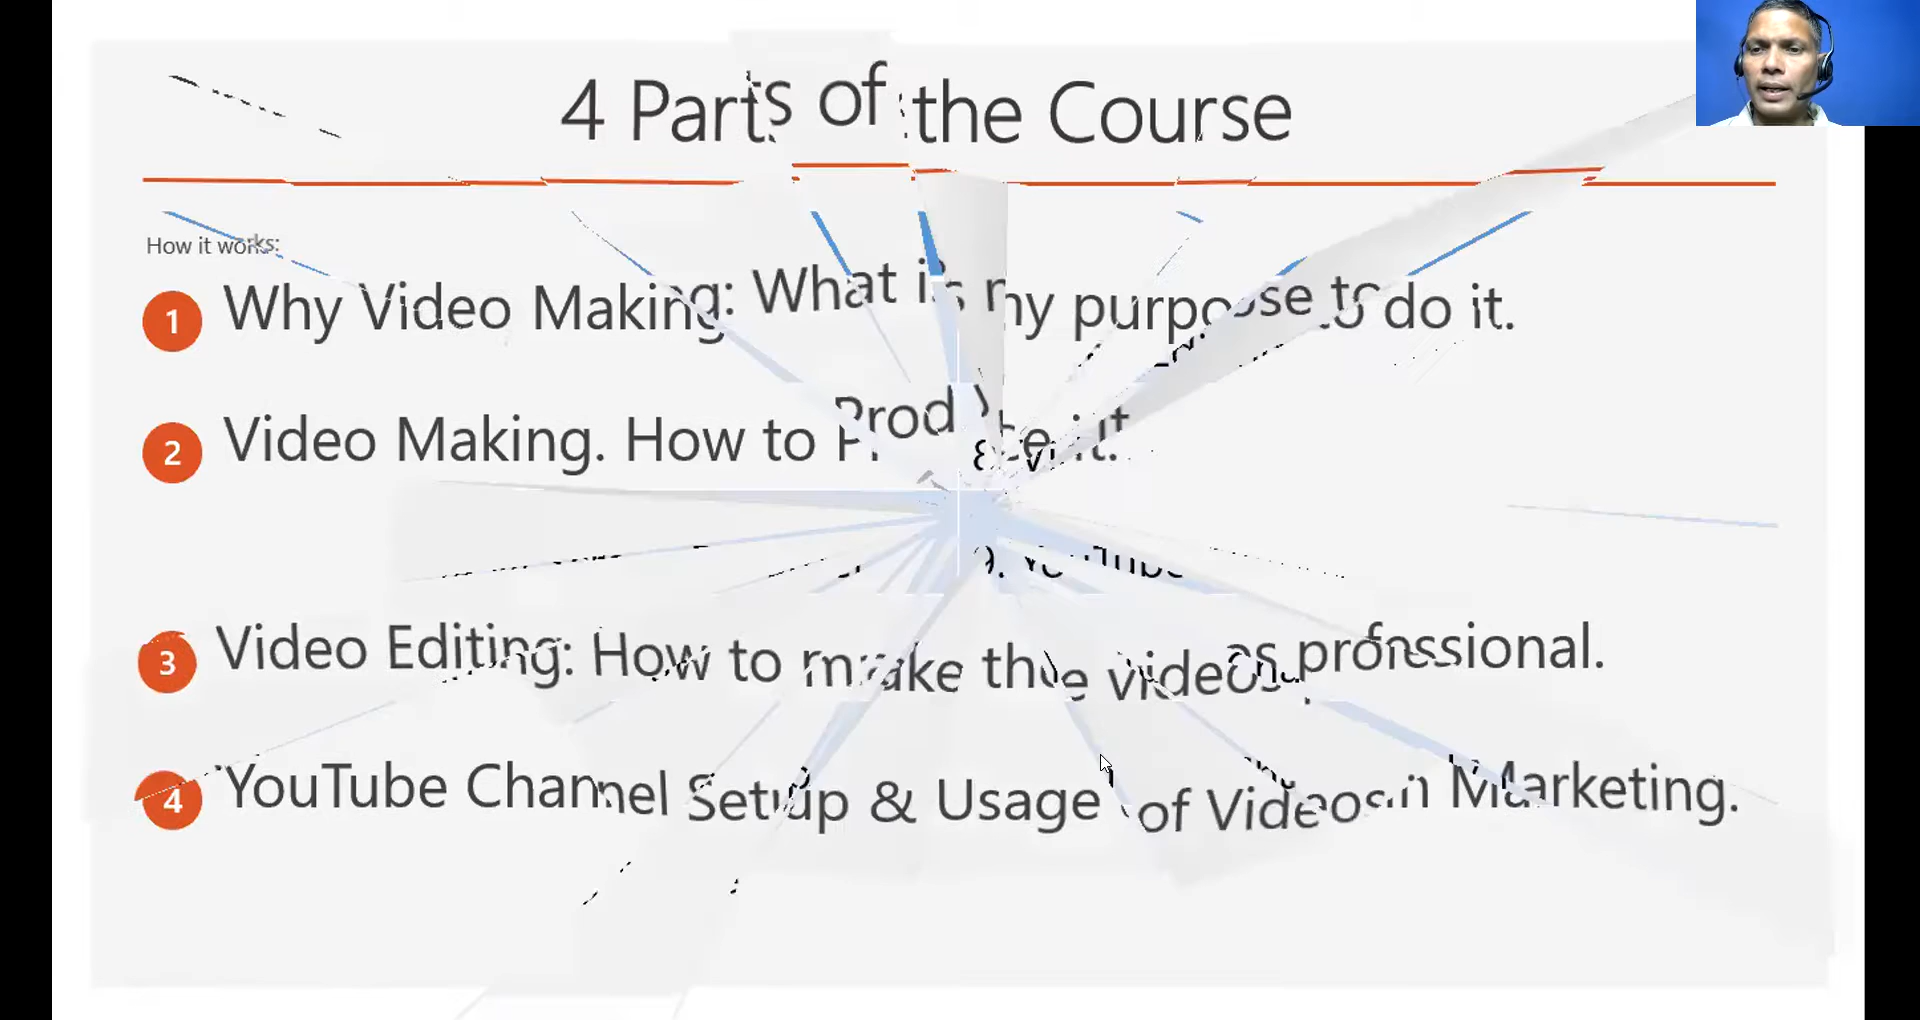 4 Parts of the Course
How it works:
1 Why Video Making: What is my purpose to do it.
2 Video Making. How to Produce it.
3 Video Editing: How to make the videos professional.
4 YouTube Channel Setup & Usage of Videos in Marketing.